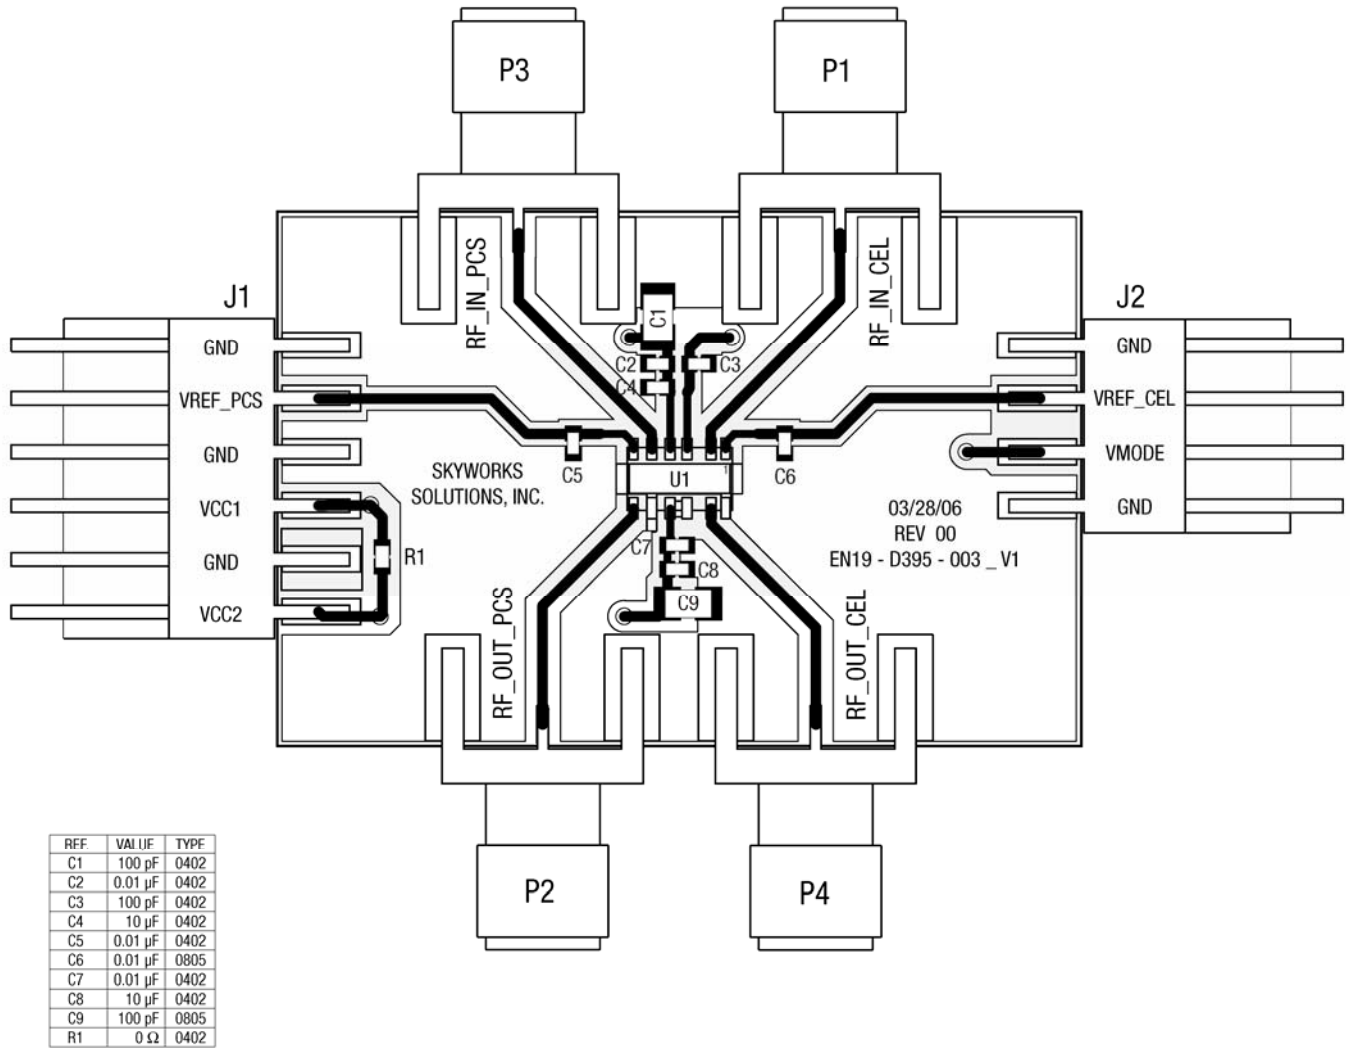 P3
P1
RF_IN_PCS
RF_IN_CEL
J1
J2
C1
GND
GND
C2
C3
C4
VREF_PCS
VREF_CEL
GND
VMODE
SKYWORKS
SOLUTIONS, INC.
C5
U1
1
C6
VCC1
GND
03/28/06
REV 00
EN19 - D395 - 003 _ V1
GND
R1
C7
C8
C9
VCC2
RF_OUT_PCS
RF_OUT_CEL
P2
P4
REF. VALUE TYPE
C1 100 pF 0402
C2 0.01 µF 0402
C3 100 pF 0402
C4 10 µF 0402
C5 0.01 µF 0402
C6 0.01 µF 0805
C7 0.01 µF 0402
C8 10 µF 0402
C9 100 pF 0805
R1 0 Ω 0402